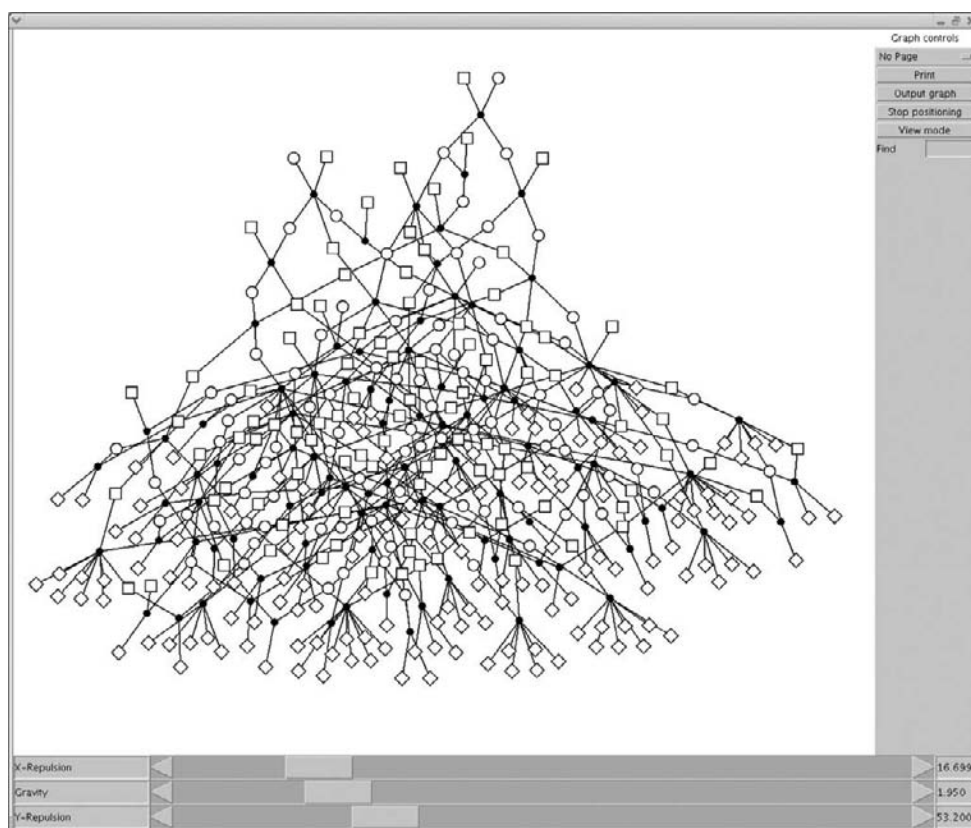 Graph controls
No Page
Print
Output graph
Stop positioning
View mode
Find
X-Repulsion
16.699
Gravity
1.950
Y-Repulsion
53.200